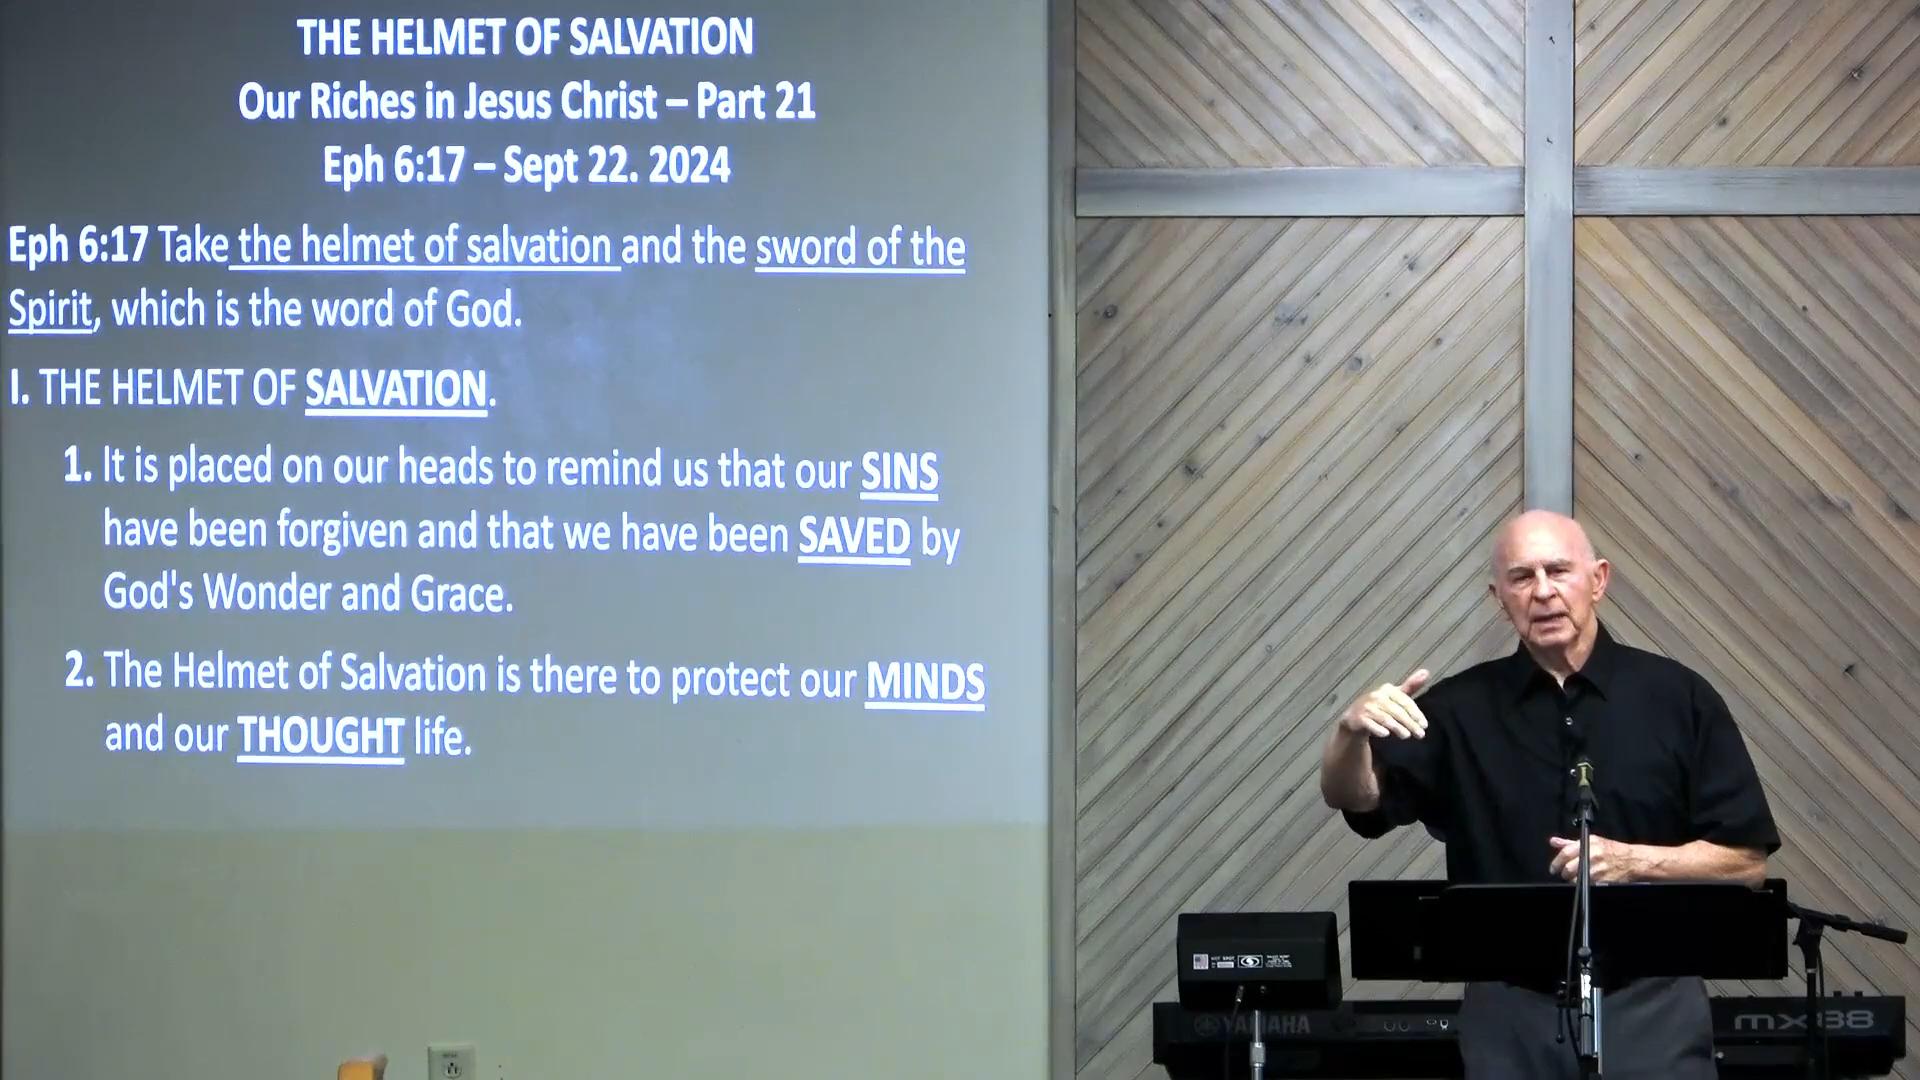 THE HELMET OF SALVATION
Our Riches in Jesus Christ – Part 21
Eph 6:17 – Sept 22. 2024
Eph 6:17 Take the helmet of salvation and the sword of the
Spirit, which is the word of God.
I. THE HELMET OF SALVATION.
1. It is placed on our heads to remind us that our SINS
have been forgiven and that we have been SAVED by
God's Wonder and Grace.
2. The Helmet of Salvation is there to protect our MINDS
and our THOUGHT life.
HOT SPOT
YAMAHA
MX88